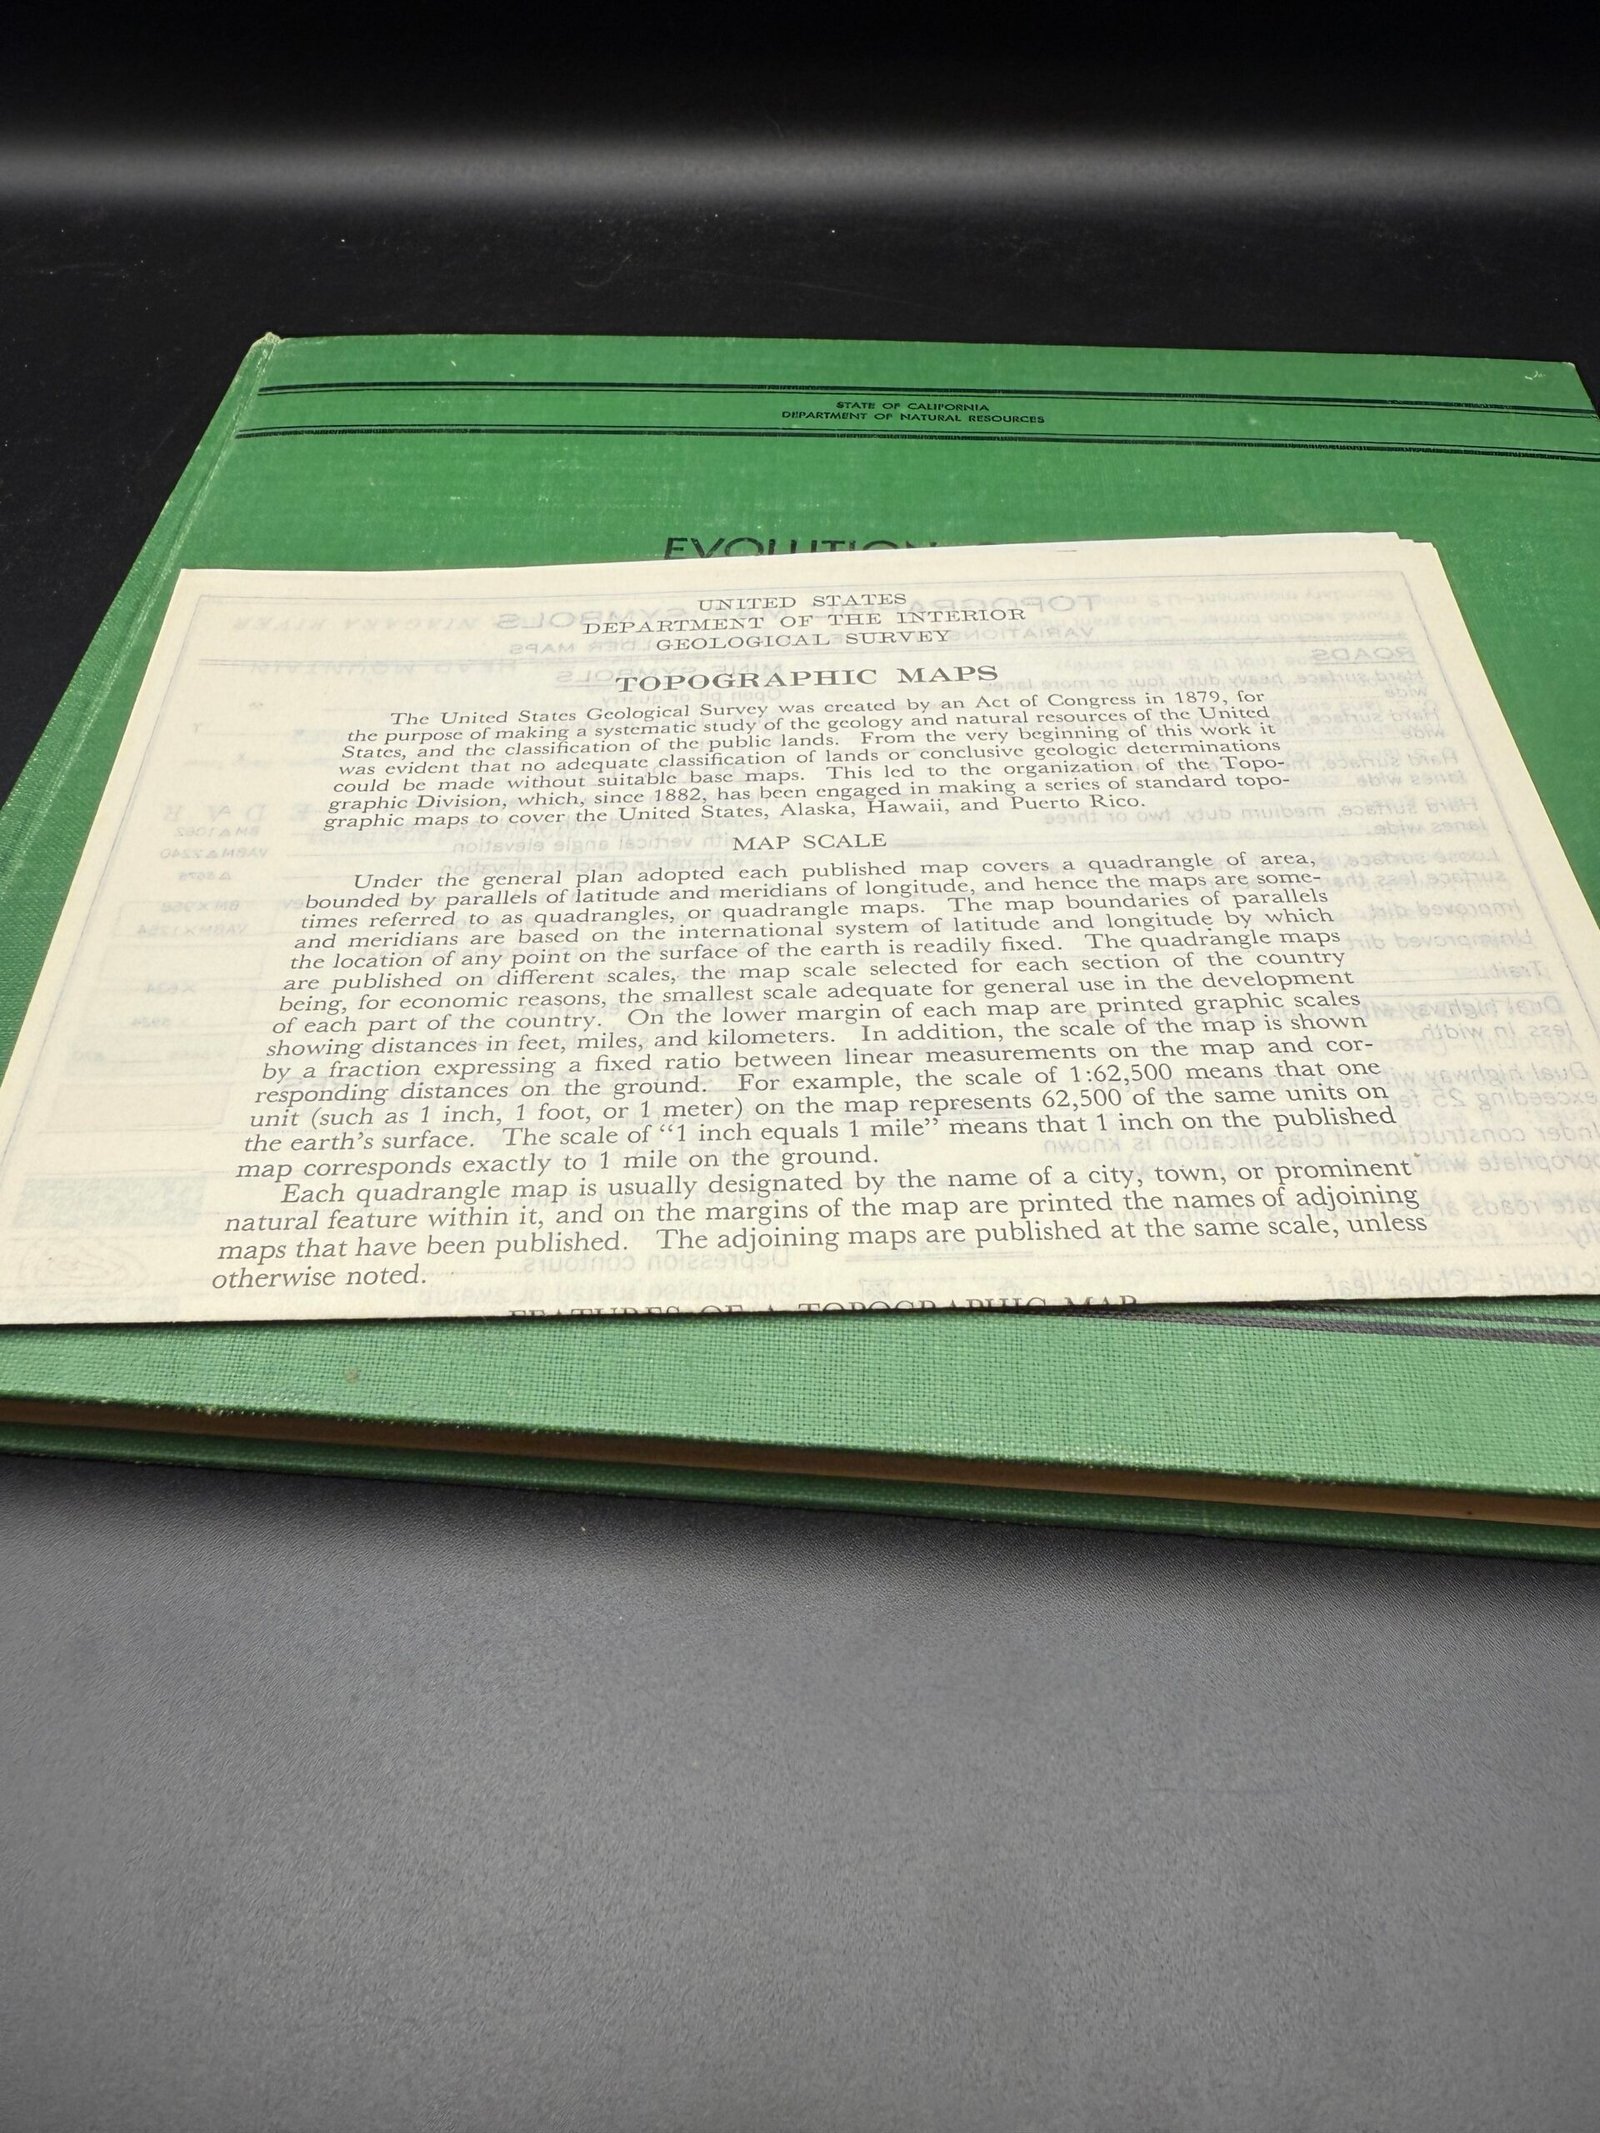 STATE OF CALIFORNIA
DEPARTMENT OF NATURAL RESOURCES
EVOLUTION
UNITED STATES
DEPARTMENT OF THE INTERIOR
GEOLOGICAL SURVEY
TOPOGRAPHIC MAPS
The United States Geological Survey was created by an Act of Congress in 1879, for
the purpose of making a systematic study of the geology and natural resources of the United
States, and the classification of the public lands. From the very beginning of this work it
was evident that no adequate classification of lands or conclusive geologic determinations
could be made without suitable base maps. This led to the organization of the Topo-
graphic Division, which, since 1882, has been engaged in making a series of standard topo-
graphic maps to cover the United States, Alaska, Hawaii, and Puerto Rico.
MAP SCALE
Under the general plan adopted each published map covers a quadrangle of area,
bounded by parallels of latitude and meridians of longitude, and hence the maps are some-
times referred to as quadrangles, or quadrangle maps. The map boundaries of parallels
and meridians are based on the international system of latitude and longitude by which
the location of any point on the surface of the earth is readily fixed. The quadrangle maps
are published on different scales, the map scale selected for each section of the country
being, for economic reasons, the smallest scale adequate for general use in the development
of each part of the country. On the lower margin of each map are printed graphic scales
showing distances in feet, miles, and kilometers. In addition, the scale of the map is shown
by a fraction expressing a fixed ratio between linear measurements on the map and cor-
responding distances on the ground. For example, the scale of 1:62,500 means that one
unit (such as 1 inch, 1 foot, or 1 meter) on the map represents 62,500 of the same units on
the earth's surface. The scale of "1 inch equals 1 mile" means that 1 inch on the published
map corresponds exactly to 1 mile on the ground.
Each quadrangle map is usually designated by the name of a city, town, or prominent
natural feature within it, and on the margins of the map are printed the names of adjoining
maps that have been published. The adjoining maps are published at the same scale, unless
otherwise noted.
FEATURES OF A TOPOGRAPHIC MAP